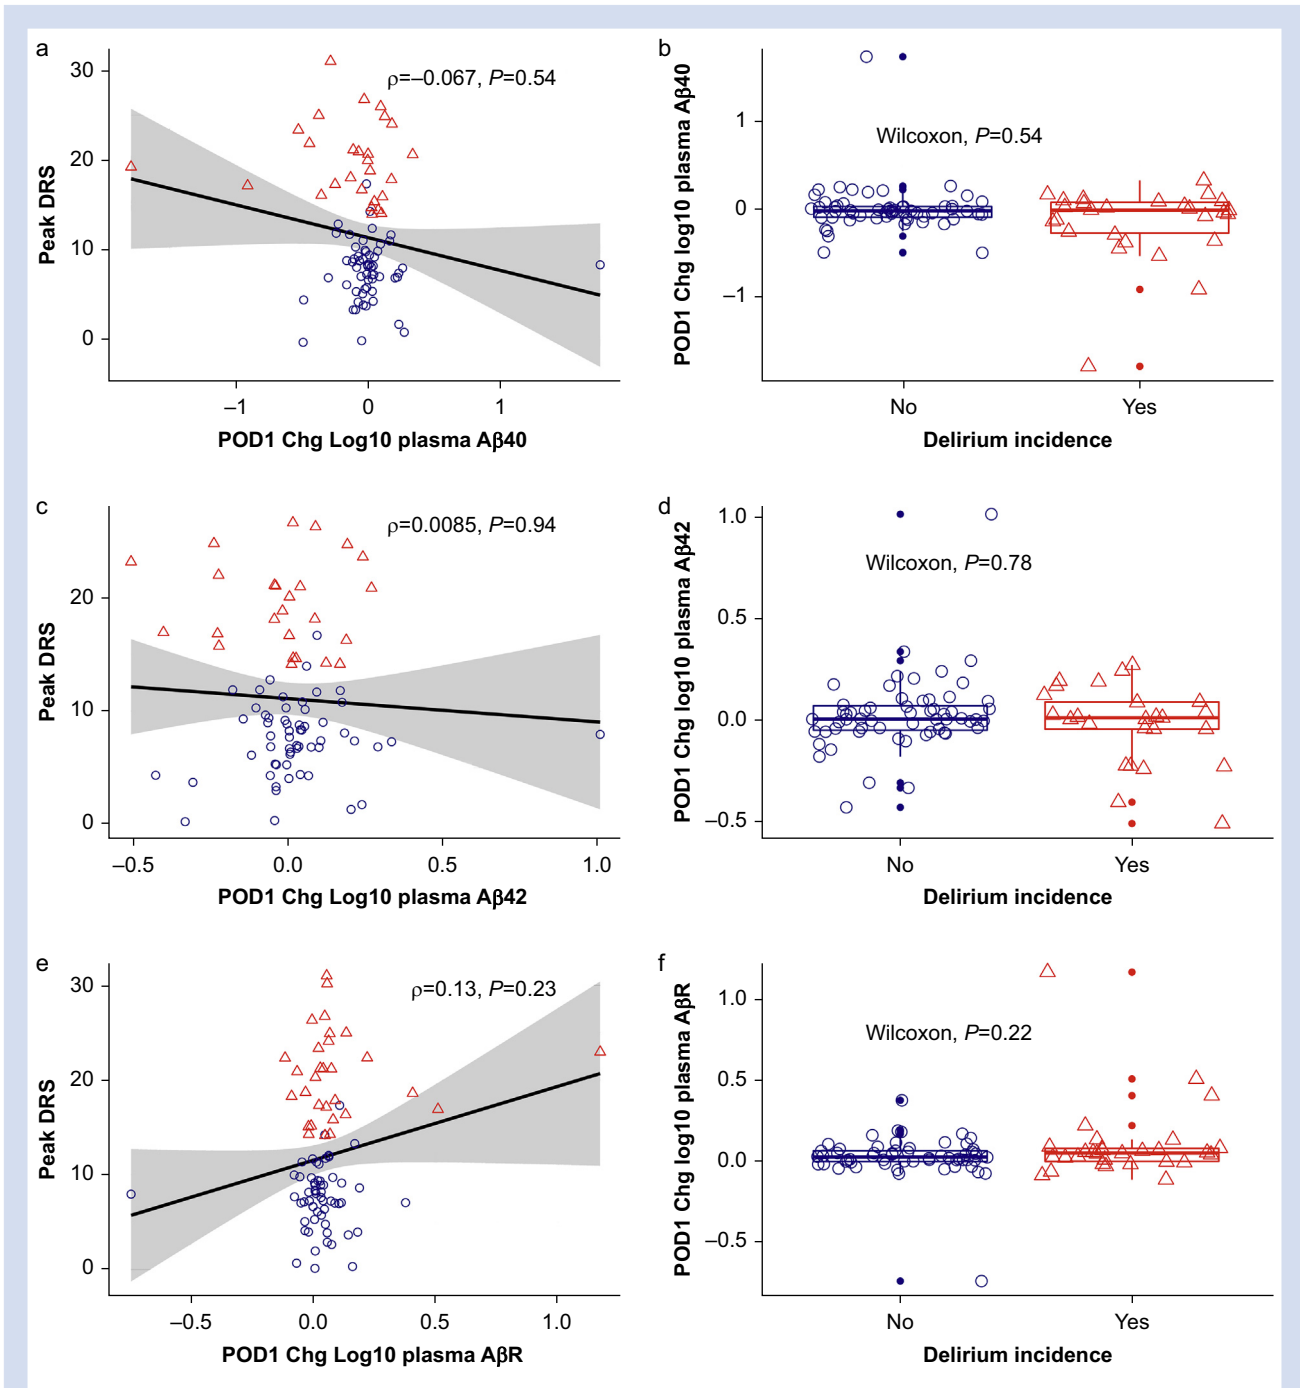 a
ρ=–0.067, P=0.54
Peak DRS
30
20
10
0
–1
0
1
POD1 Chg Log10 plasma Aβ40
b
Wilcoxon, P=0.54
POD1 Chg log10 plasma Aβ40
1
0
–1
No
Yes
Delirium incidence
c
ρ=0.0085, P=0.94
Peak DRS
20
10
0
–0.5
0.0
0.5
1.0
POD1 Chg Log10 plasma Aβ42
d
Wilcoxon, P=0.78
POD1 Chg log10 plasma Aβ42
1.0
0.5
0.0
–0.5
No
Yes
Delirium incidence
e
ρ=0.13, P=0.23
Peak DRS
30
20
10
0
–0.5
0.0
0.5
1.0
POD1 Chg Log10 plasma AβR
f
Wilcoxon, P=0.22
POD1 Chg log10 plasma AβR
1.0
0.5
0.0
–0.5
No
Yes
Delirium incidence